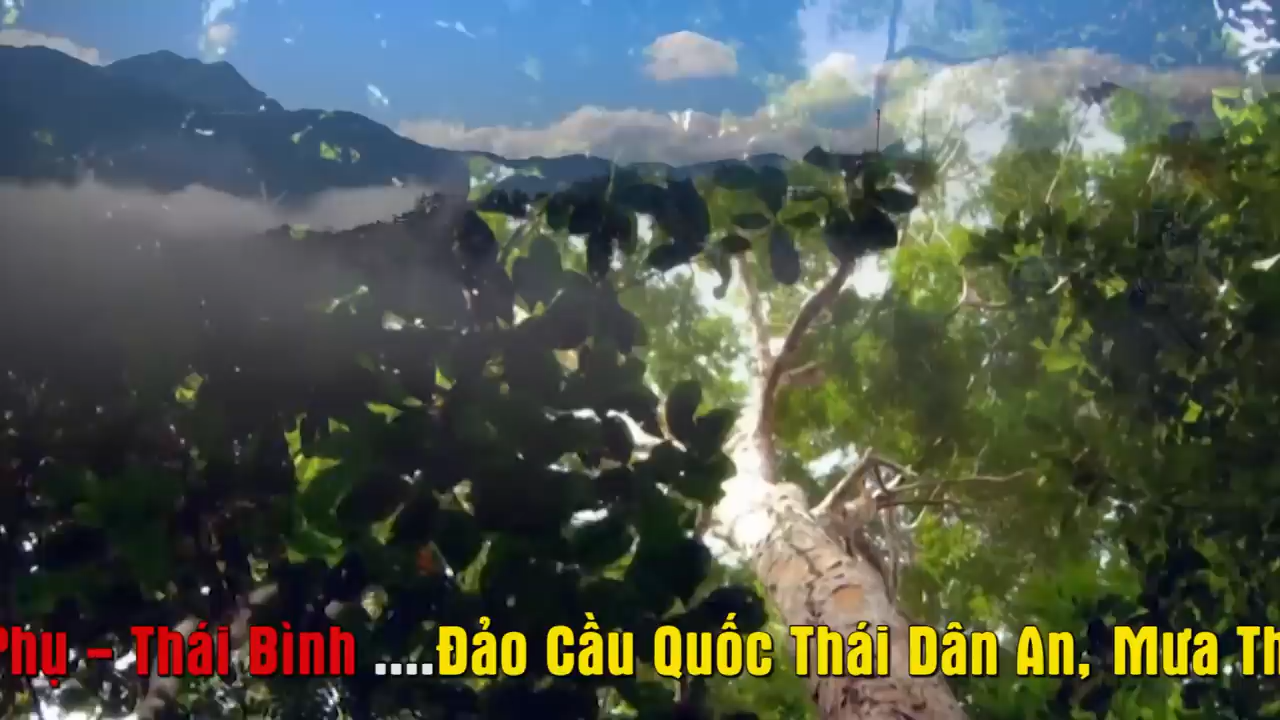 Phụ – Thái Bình ....Đảo Cầu Quốc Thái Dân An, Mưa Th